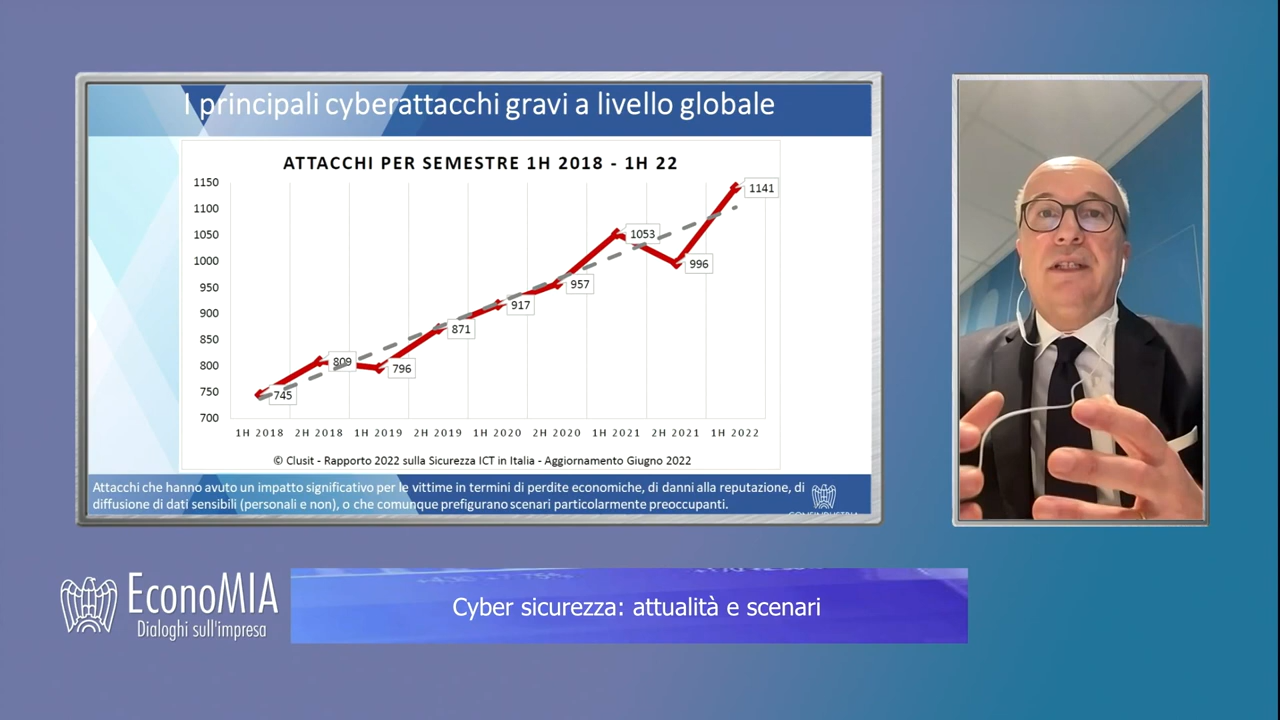 I principali cyberattacchi gravi a livello globale
ATTACCHI PER SEMESTRE 1H 2018 - 1H 22
1150
1100
1050
1000
950
900
850
800
750
700
745
809
796
871
917
957
1053
996
1141
1H 2018 2H 2018 1H 2019 2H 2019 1H 2020 2H 2020 1H 2021 2H 2021 1H 2022
© Clusit - Rapporto 2022 sulla Sicurezza ICT in Italia - Aggiornamento Giugno 2022
Attacchi che hanno avuto un impatto significativo per le vittime in termini di perdite economiche, di danni alla reputazione, di
diffusione di dati sensibili (personali e non), o che comunque prefigurano scenari particolarmente preoccupanti.
EconoMIA
Dialoghi sull'impresa
Cyber sicurezza: attualità e scenari